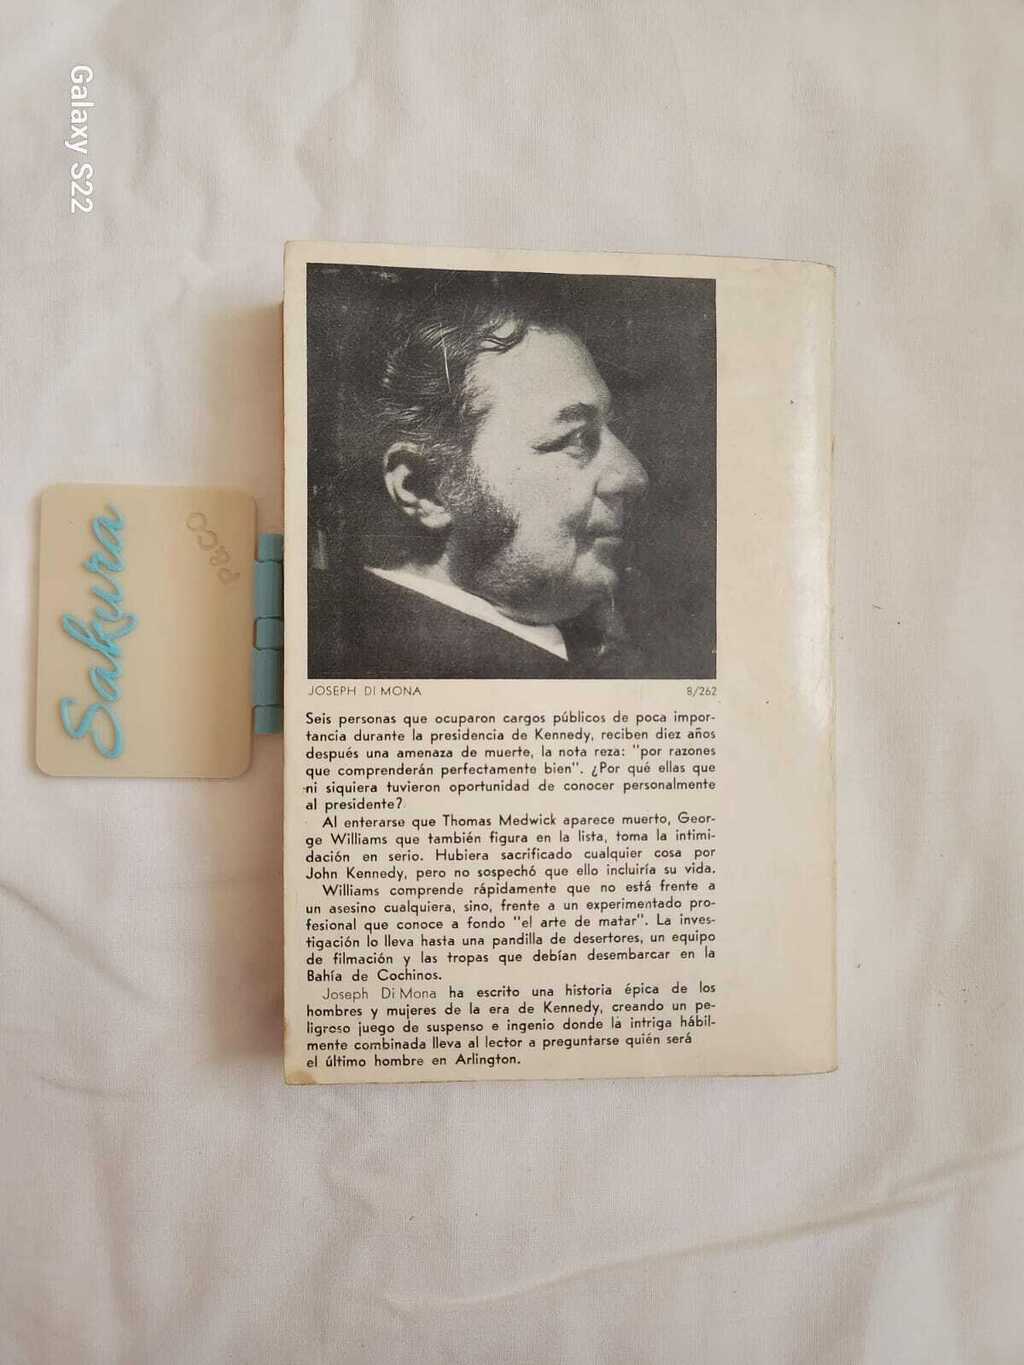 Galaxy S22
Sakura
P&CO
JOSEPH DI MONA
8/262
Seis personas que ocuparon cargos públicos de poca impor-
tancia durante la presidencia de Kennedy, reciben diez años
después una amenaza de muerte, la nota reza: "por razones
que comprenderán perfectamente bien". ¿Por qué ellas que
ni siquiera tuvieron oportunidad de conocer personalmente
al presidente?
Al enterarse que Thomas Medwick aparece muerto, Geor-
ge Williams que también figura en la lista, toma la intimi-
dación en serio. Hubiera sacrificado cualquier cosa por
John Kennedy, pero no sospechó que ello incluiría su vida.
Williams comprende rápidamente que no está frente a
un asesino cualquiera, sino, frente a un experimentado pro-
fesional que conoce a fondo "el arte de matar". La inves-
tigación lo lleva hasta una pandilla de desertores, un equipo
de filmación y las tropas que debían desembarcar en la
Bahía de Cochinos.
Joseph Di Mona ha escrito una historia épica de los
hombres y mujeres de la era de Kennedy, creando un pe-
ligroso juego de suspenso e ingenio donde la intriga hábil-
mente combinada lleva al lector a preguntarse quién será
el último hombre en Arlington.